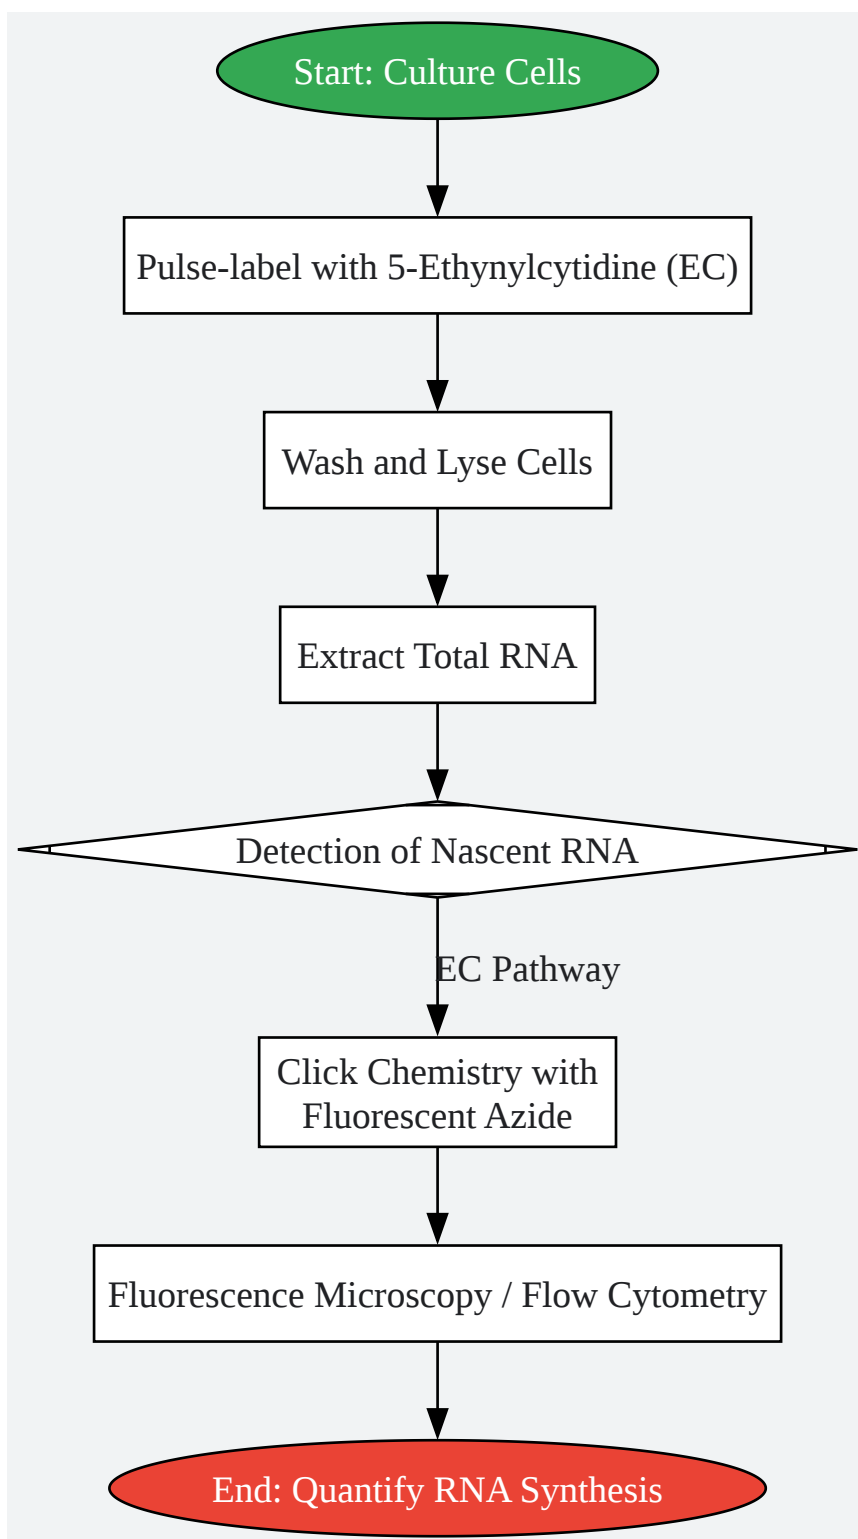 Start: Culture Cells
Pulse-label with 5-Ethynylcytidine (EC)
Wash and Lyse Cells
Extract Total RNA
Detection of Nascent RNA
EC Pathway
Click Chemistry with
Fluorescent Azide
Fluorescence Microscopy / Flow Cytometry
End: Quantify RNA Synthesis